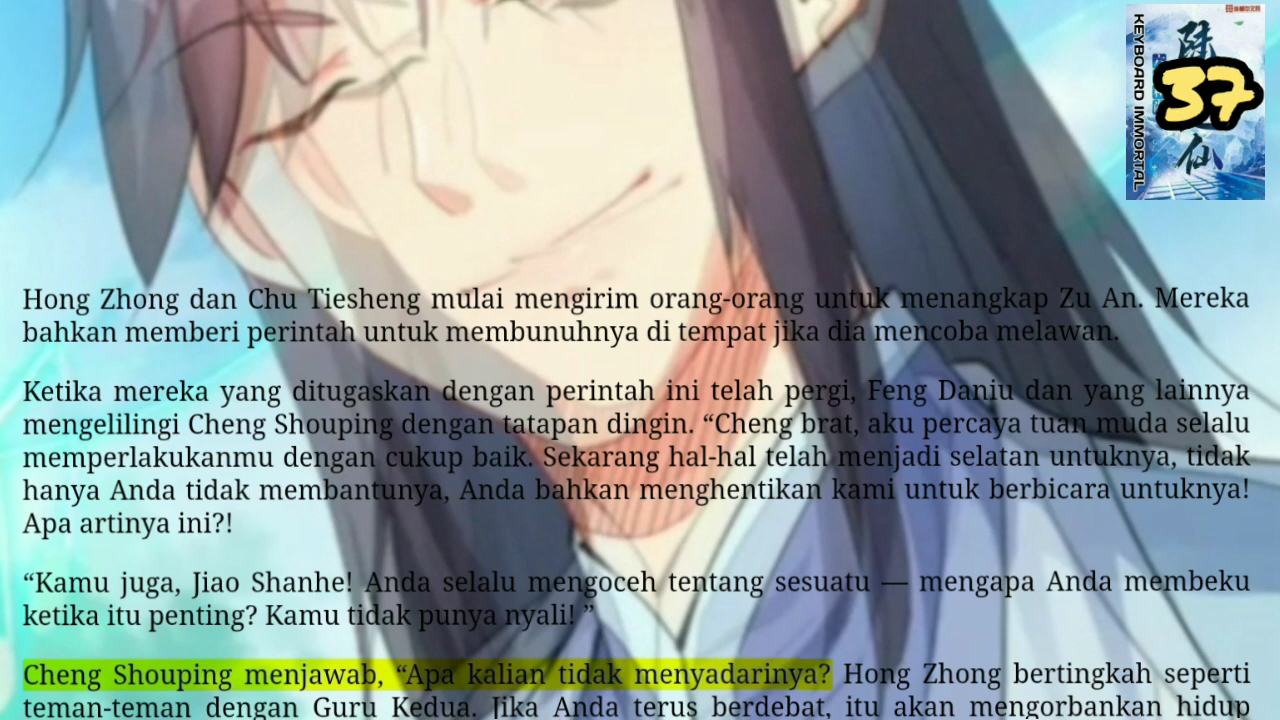 KEYBOARD IMMORTAL
37
仙
Hong Zhong dan Chu Tiesheng mulai mengirim orang-orang untuk menangkap Zu An. Mereka
bahkan memberi perintah untuk membunuhnya di tempat jika dia mencoba melawan.
Ketika mereka yang ditugaskan dengan perintah ini telah pergi, Feng Daniu dan yang lainnya
mengelilingi Cheng Shouping dengan tatapan dingin. “Cheng brat, aku percaya tuan muda selalu
memperlakukanmu dengan cukup baik. Sekarang hal-hal telah menjadi selatan untuknya, tidak
hanya Anda tidak membantunya, Anda bahkan menghentikan kami untuk berbicara untuknya!
Apa artinya ini?!
“Kamu juga, Jiao Shanhe! Anda selalu mengoceh tentang sesuatu — mengapa Anda membeku
ketika itu penting? Kamu tidak punya nyali! ”
Cheng Shouping menjawab, “Apa kalian tidak menyadarinya? Hong Zhong bertingkah seperti
teman-teman dengan Guru Kedua. Jika Anda terus berdebat, itu akan mengorbankan hidup